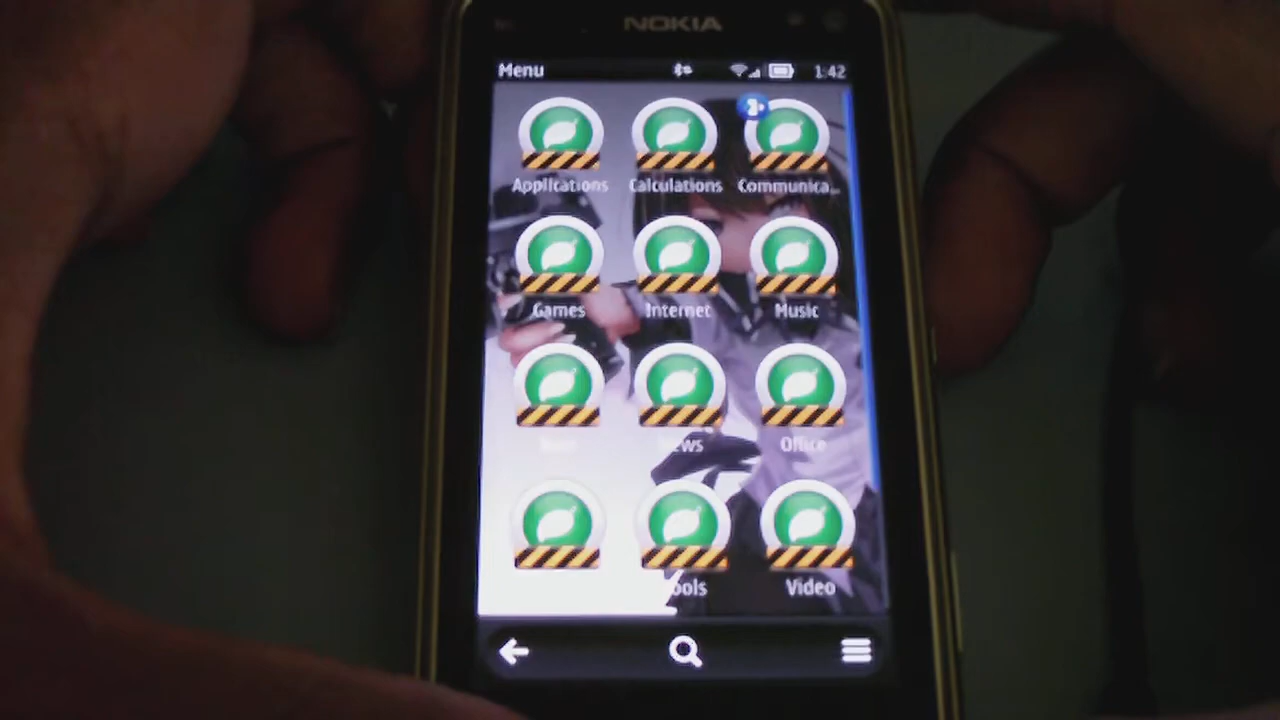 NOKIA
Menu 1:42
Applications Calculations Communica...
Games Internet Music
Office
Video